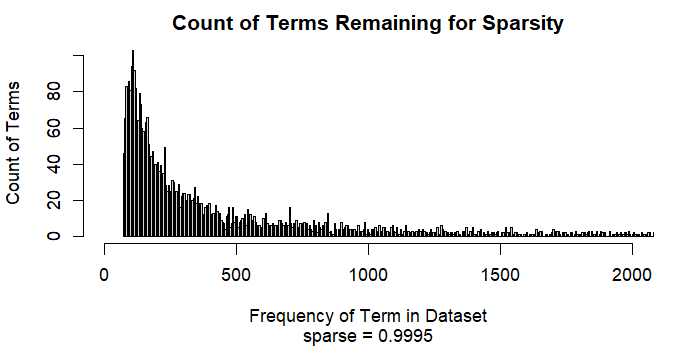 Count of Terms Remaining for Sparsity
Count of Terms
80
60
40
20
0
0 500 1000 1500 2000
Frequency of Term in Dataset
sparse = 0.9995